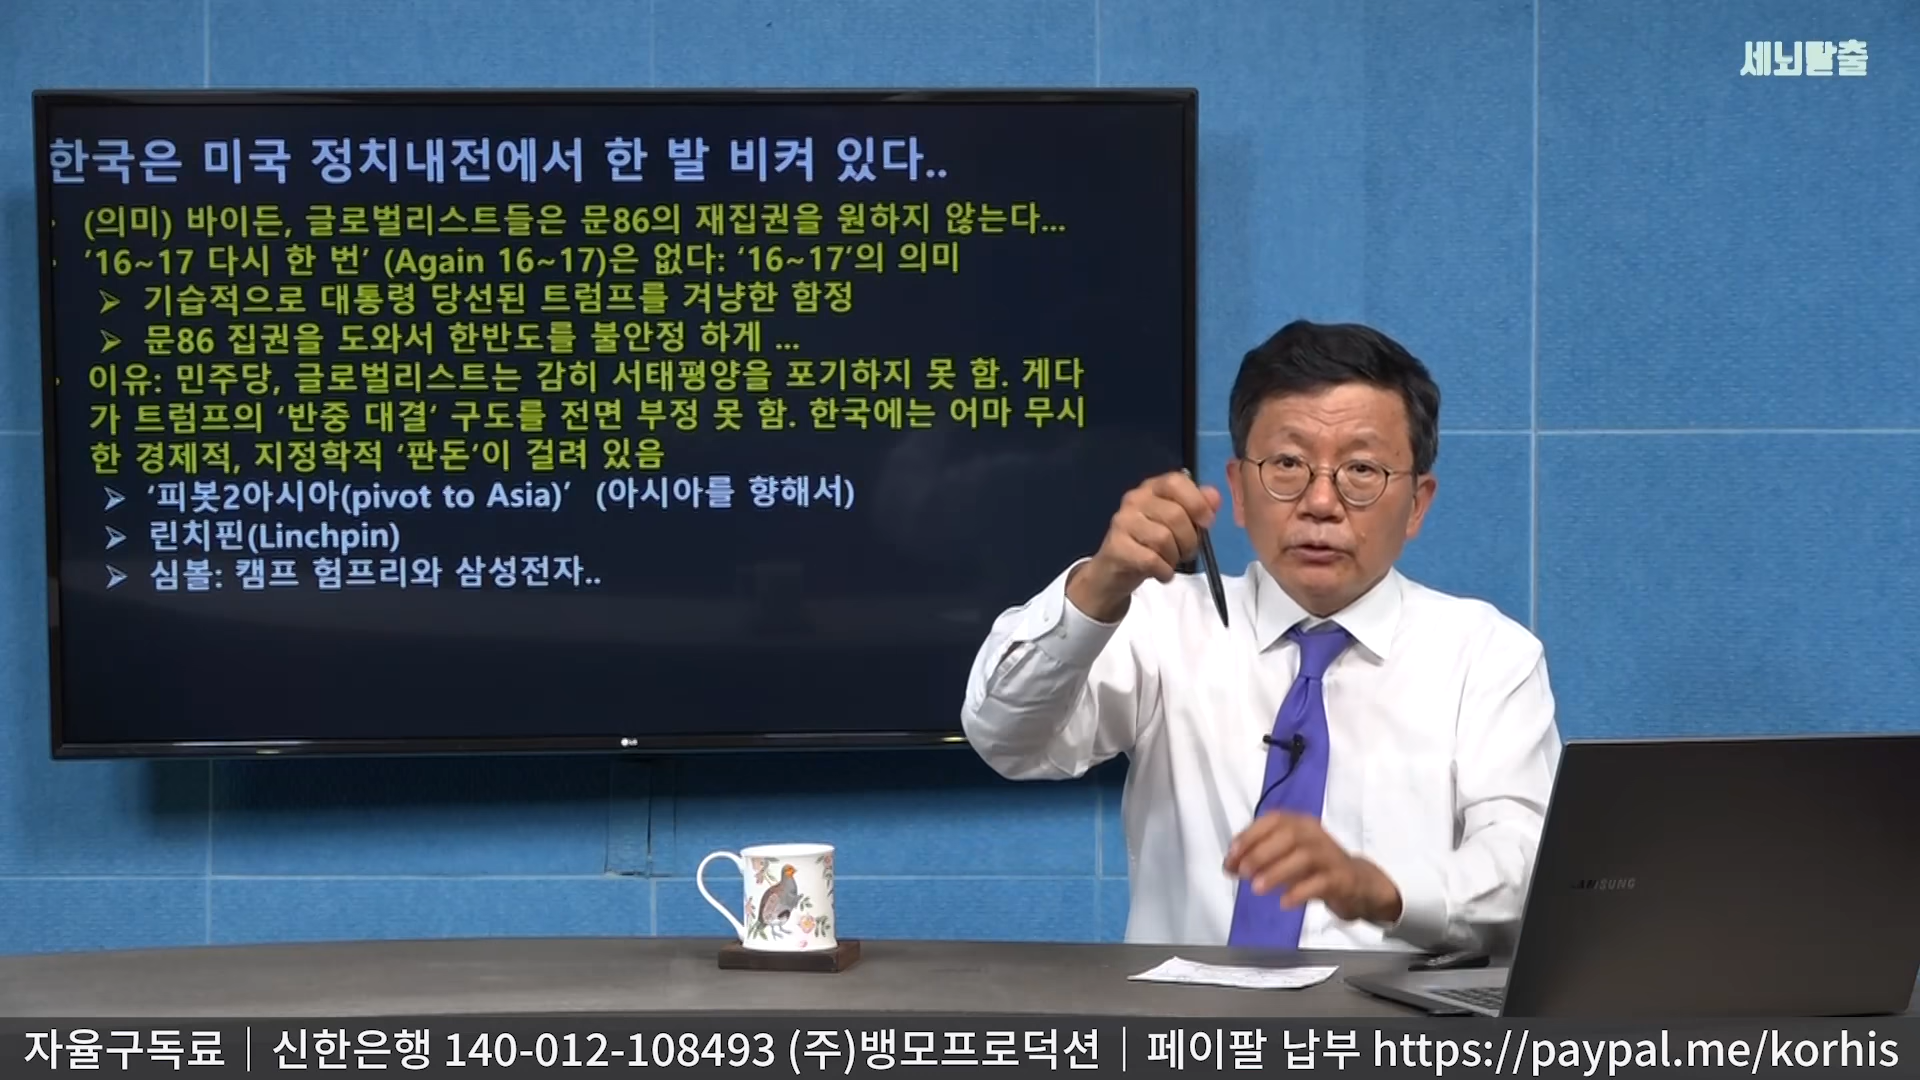 세뇌탈출
한국은 미국 정치내전에서 한 발 비켜 있다..
(의미) 바이든, 글로벌리스트들은 문86의 재집권을 원하지 않는다...
'16~17 다시 한 번' (Again 16~17)은 없다: '16~17'의 의미
➢ 기습적으로 대통령 당선된 트럼프를 겨냥한 함정
➢ 문86 집권을 도와서 한반도를 불안정 하게 ...
이유: 민주당, 글로벌리스트는 감히 서태평양을 포기하지 못 함. 게다
가 트럼프의 '반중 대결' 구도를 전면 부정 못 함. 한국에는 어마 무시
한 경제적, 지정학적 '판돈'이 걸려 있음
➢ '피봇2아시아(pivot to Asia)' (아시아를 향해서)
➢ 린치핀(Linchpin)
➢ 심볼: 캠프 험프리와 삼성전자..
LG
SAMSUNG
자율구독료│신한은행 140-012-108493 (주)뱅모프로덕션│페이팔 납부 https://paypal.me/korhis